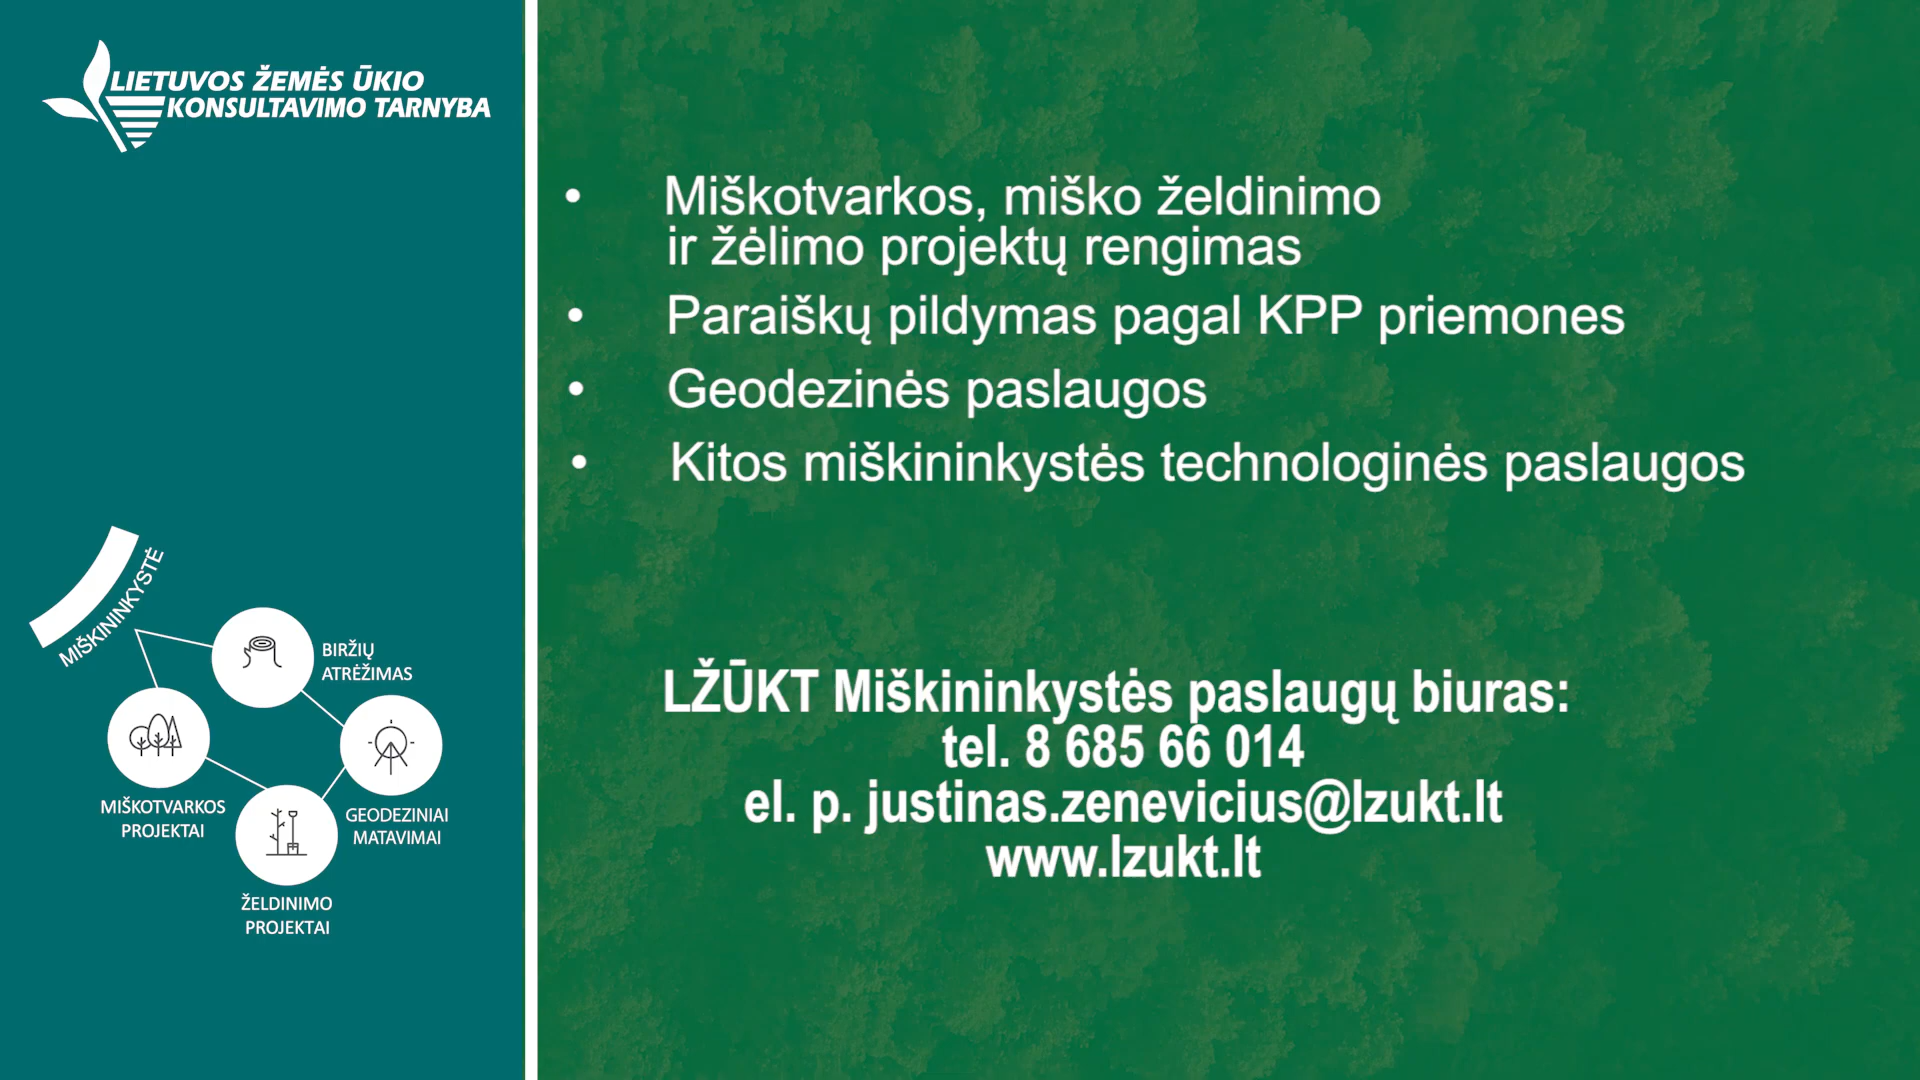 LIETUVOS ŽEMĖS ŪKIO
KONSULTAVIMO TARNYBA
MIŠKININKYSTĖ
BIRŽIŲ
ATRĖŽIMAS
MIŠKOTVARKOS
PROJEKTAI
GEODEZINIAI
MATAVIMAI
ŽELDINIMO
PROJEKTAI
• Miškotvarkos, miško želdinimo
ir žėlimo projektų rengimas
• Paraiškų pildymas pagal KPP priemones
• Geodezinės paslaugos
• Kitos miškininkystės technologinės paslaugos
LŽŪKT Miškininkystės paslaugų biuras:
tel. 8 685 66 014
el. p. justinas.zenevicius@lzukt.lt
www.lzukt.lt